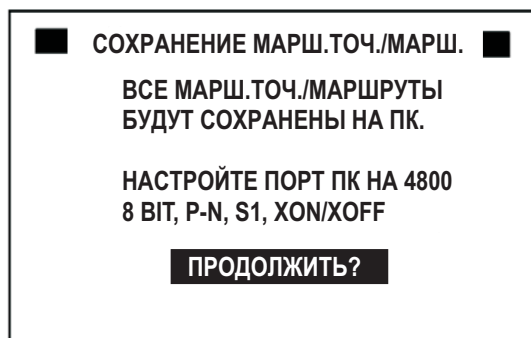 СОХРАНЕНИЕ МАРШ.ТОЧ./МАРШ.
ВСЕ МАРШ.ТОЧ./МАРШРУТЫ
БУДУТ СОХРАНЕНЫ НА ПК.
НАСТРОЙТЕ ПОРТ ПК НА 4800
8 BIT, P-N, S1, XON/XOFF
ПРОДОЛЖИТЬ?